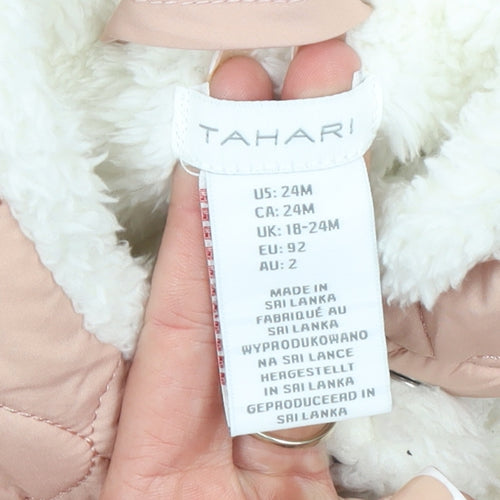 TAHARI
US: 24M
CA: 24M
UK: 18-24M
EU: 92
AU: 2
MADE IN
SRI LANKA
FABRIQUÉ AU
SRI LANKA
WYPRODUKOWANO
NA SRI LANCE
HERGESTELLT
IN SRI LANKA
GEPRODUCEERD IN
SRI LANKA